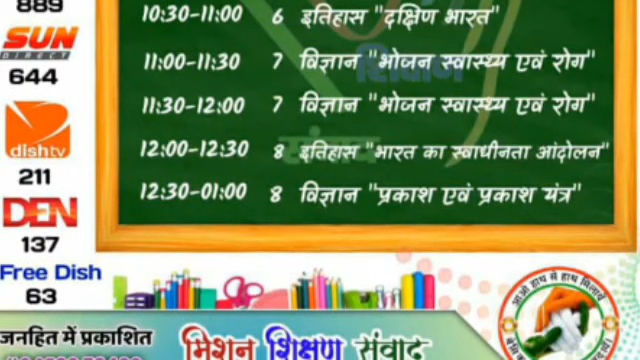 889
SUN
DIRECT
644
dishtv
211
DEN
137
Free Dish
63
10:30-11:00 6 इतिहास "दक्षिण भारत"
11:00-11:30 7 विज्ञान "भोजन स्वास्थ्य एवं रोग"
11:30-12:00 7 विज्ञान "भोजन स्वास्थ्य एवं रोग"
12:00-12:30 8 इतिहास "भारत का स्वाधीनता आंदोलन"
12:30-01:00 8 विज्ञान "प्रकाश एवं प्रकाश यंत्र"
जनहित में प्रकाशित
मिशन शिक्षण संवाद
आओ हाथ से हाथ मिलायें